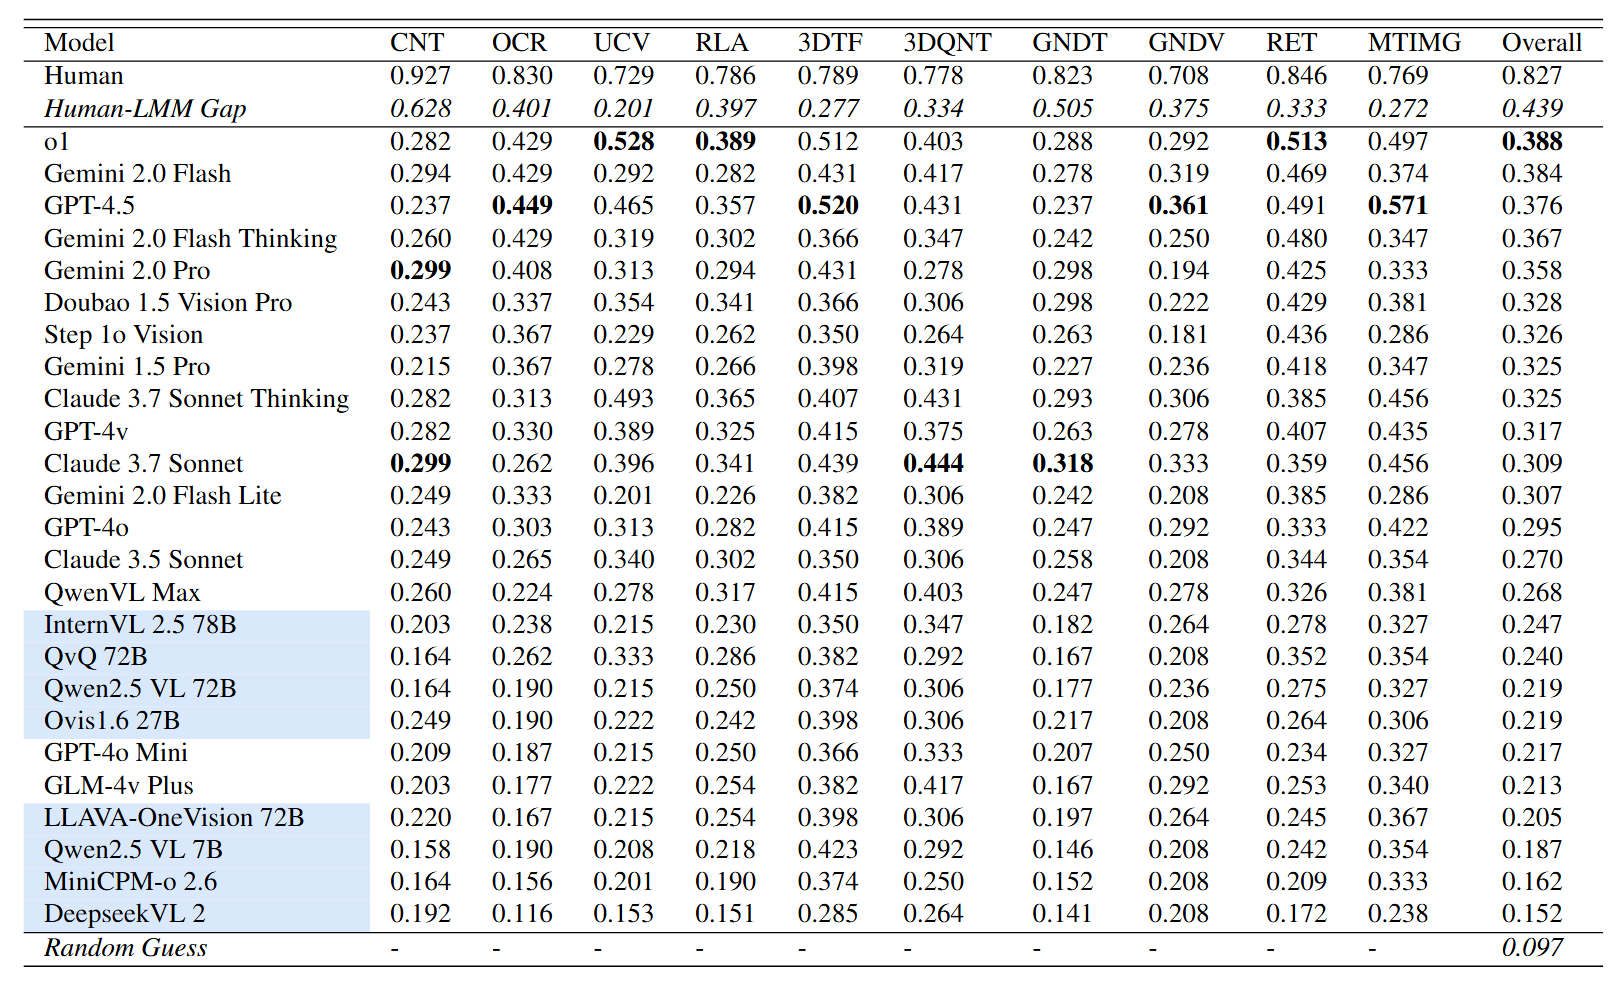 Model CNT OCR UCV RLA 3DTF 3DQNT GNDT GNDV RET MTIMG Overall
Human 0.927 0.830 0.729 0.786 0.789 0.778 0.823 0.708 0.846 0.769 0.827
Human-LMM Gap 0.628 0.401 0.201 0.397 0.277 0.334 0.505 0.375 0.333 0.272 0.439
o1 0.282 0.429 0.528 0.389 0.512 0.403 0.288 0.292 0.513 0.497 0.388
Gemini 2.0 Flash 0.294 0.429 0.292 0.282 0.431 0.417 0.278 0.319 0.469 0.374 0.384
GPT-4.5 0.237 0.449 0.465 0.357 0.520 0.431 0.237 0.361 0.491 0.571 0.376
Gemini 2.0 Flash Thinking 0.260 0.429 0.319 0.302 0.366 0.347 0.242 0.250 0.480 0.347 0.367
Gemini 2.0 Pro 0.299 0.408 0.313 0.294 0.431 0.278 0.298 0.194 0.425 0.333 0.358
Doubao 1.5 Vision Pro 0.243 0.337 0.354 0.341 0.366 0.306 0.298 0.222 0.429 0.381 0.328
Step 1o Vision 0.237 0.367 0.229 0.262 0.350 0.264 0.263 0.181 0.436 0.286 0.326
Gemini 1.5 Pro 0.215 0.367 0.278 0.266 0.398 0.319 0.227 0.236 0.418 0.347 0.325
Claude 3.7 Sonnet Thinking 0.282 0.313 0.493 0.365 0.407 0.431 0.293 0.306 0.385 0.456 0.325
GPT-4v 0.282 0.330 0.389 0.325 0.415 0.375 0.263 0.278 0.407 0.435 0.317
Claude 3.7 Sonnet 0.299 0.262 0.396 0.341 0.439 0.444 0.318 0.333 0.359 0.456 0.309
Gemini 2.0 Flash Lite 0.249 0.333 0.201 0.226 0.382 0.306 0.242 0.208 0.385 0.286 0.307
GPT-4o 0.243 0.303 0.313 0.282 0.415 0.389 0.247 0.292 0.333 0.422 0.295
Claude 3.5 Sonnet 0.249 0.265 0.340 0.302 0.350 0.306 0.258 0.208 0.344 0.354 0.270
QwenVL Max 0.260 0.224 0.278 0.317 0.415 0.403 0.247 0.278 0.326 0.381 0.268
InternVL 2.5 78B 0.203 0.238 0.215 0.230 0.350 0.347 0.182 0.264 0.278 0.327 0.247
QvQ 72B 0.164 0.262 0.333 0.286 0.382 0.292 0.167 0.208 0.352 0.354 0.240
Qwen2.5 VL 72B 0.164 0.190 0.215 0.250 0.374 0.306 0.177 0.236 0.275 0.327 0.219
Ovis1.6 27B 0.249 0.190 0.222 0.242 0.398 0.306 0.217 0.208 0.264 0.306 0.219
GPT-4o Mini 0.209 0.187 0.215 0.250 0.366 0.333 0.207 0.250 0.234 0.327 0.217
GLM-4v Plus 0.203 0.177 0.222 0.254 0.382 0.417 0.167 0.292 0.253 0.340 0.213
LLAVA-OneVision 72B 0.220 0.167 0.215 0.254 0.398 0.306 0.197 0.264 0.245 0.367 0.205
Qwen2.5 VL 7B 0.158 0.190 0.208 0.218 0.423 0.292 0.146 0.208 0.242 0.354 0.187
MiniCPM-o 2.6 0.164 0.156 0.201 0.190 0.374 0.250 0.152 0.208 0.209 0.333 0.162
DeepseekVL 2 0.192 0.116 0.153 0.151 0.285 0.264 0.141 0.208 0.172 0.238 0.152
Random Guess - - - - - - - - - - 0.097